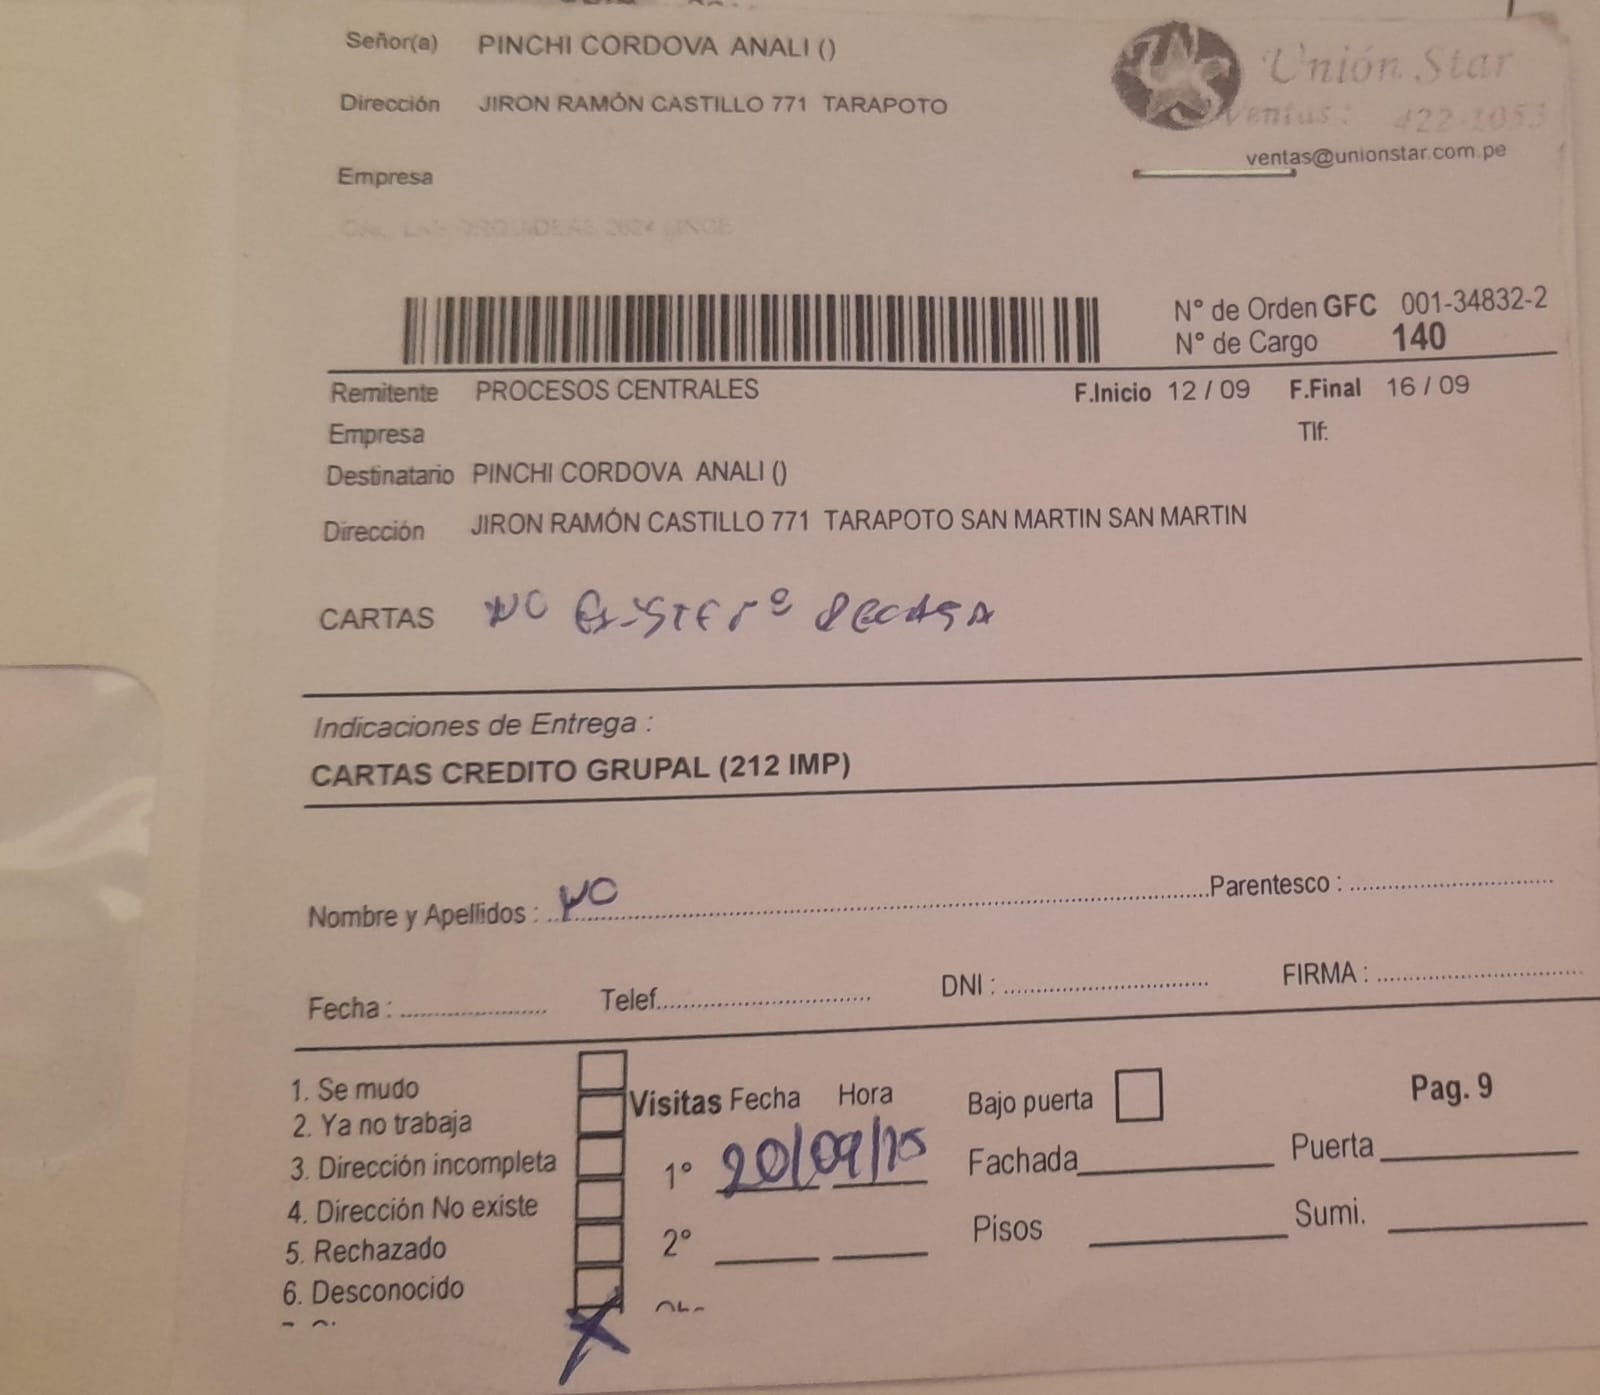 Señor(a) PINCHI CORDOVA ANALI ()
Unión Star
Dirección JIRON RAMÓN CASTILLO 771 TARAPOTO
Ventas: 422-1053
ventas@unionstar.com.pe
Empresa
N° de Orden GFC 001-34832-2
N° de Cargo 140
Remitente PROCESOS CENTRALES F.Inicio 12 / 09 F.Final 16 / 09
Empresa Tlf:
Destinatario PINCHI CORDOVA ANALI ()
Dirección JIRON RAMÓN CASTILLO 771 TARAPOTO SAN MARTIN SAN MARTIN
CARTAS NO Existe N°
Indicaciones de Entrega :
CARTAS CREDITO GRUPAL (212 IMP)
Nombre y Apellidos : NO Parentesco :
Fecha : Telef. DNI : FIRMA :
1. Se mudo
Visitas Fecha Hora Bajo puerta Pag. 9
2. Ya no trabaja
3. Dirección incompleta 1° 20/09/ Fachada Puerta
4. Dirección No existe
5. Rechazado 2° Pisos Sumi.
6. Desconocido